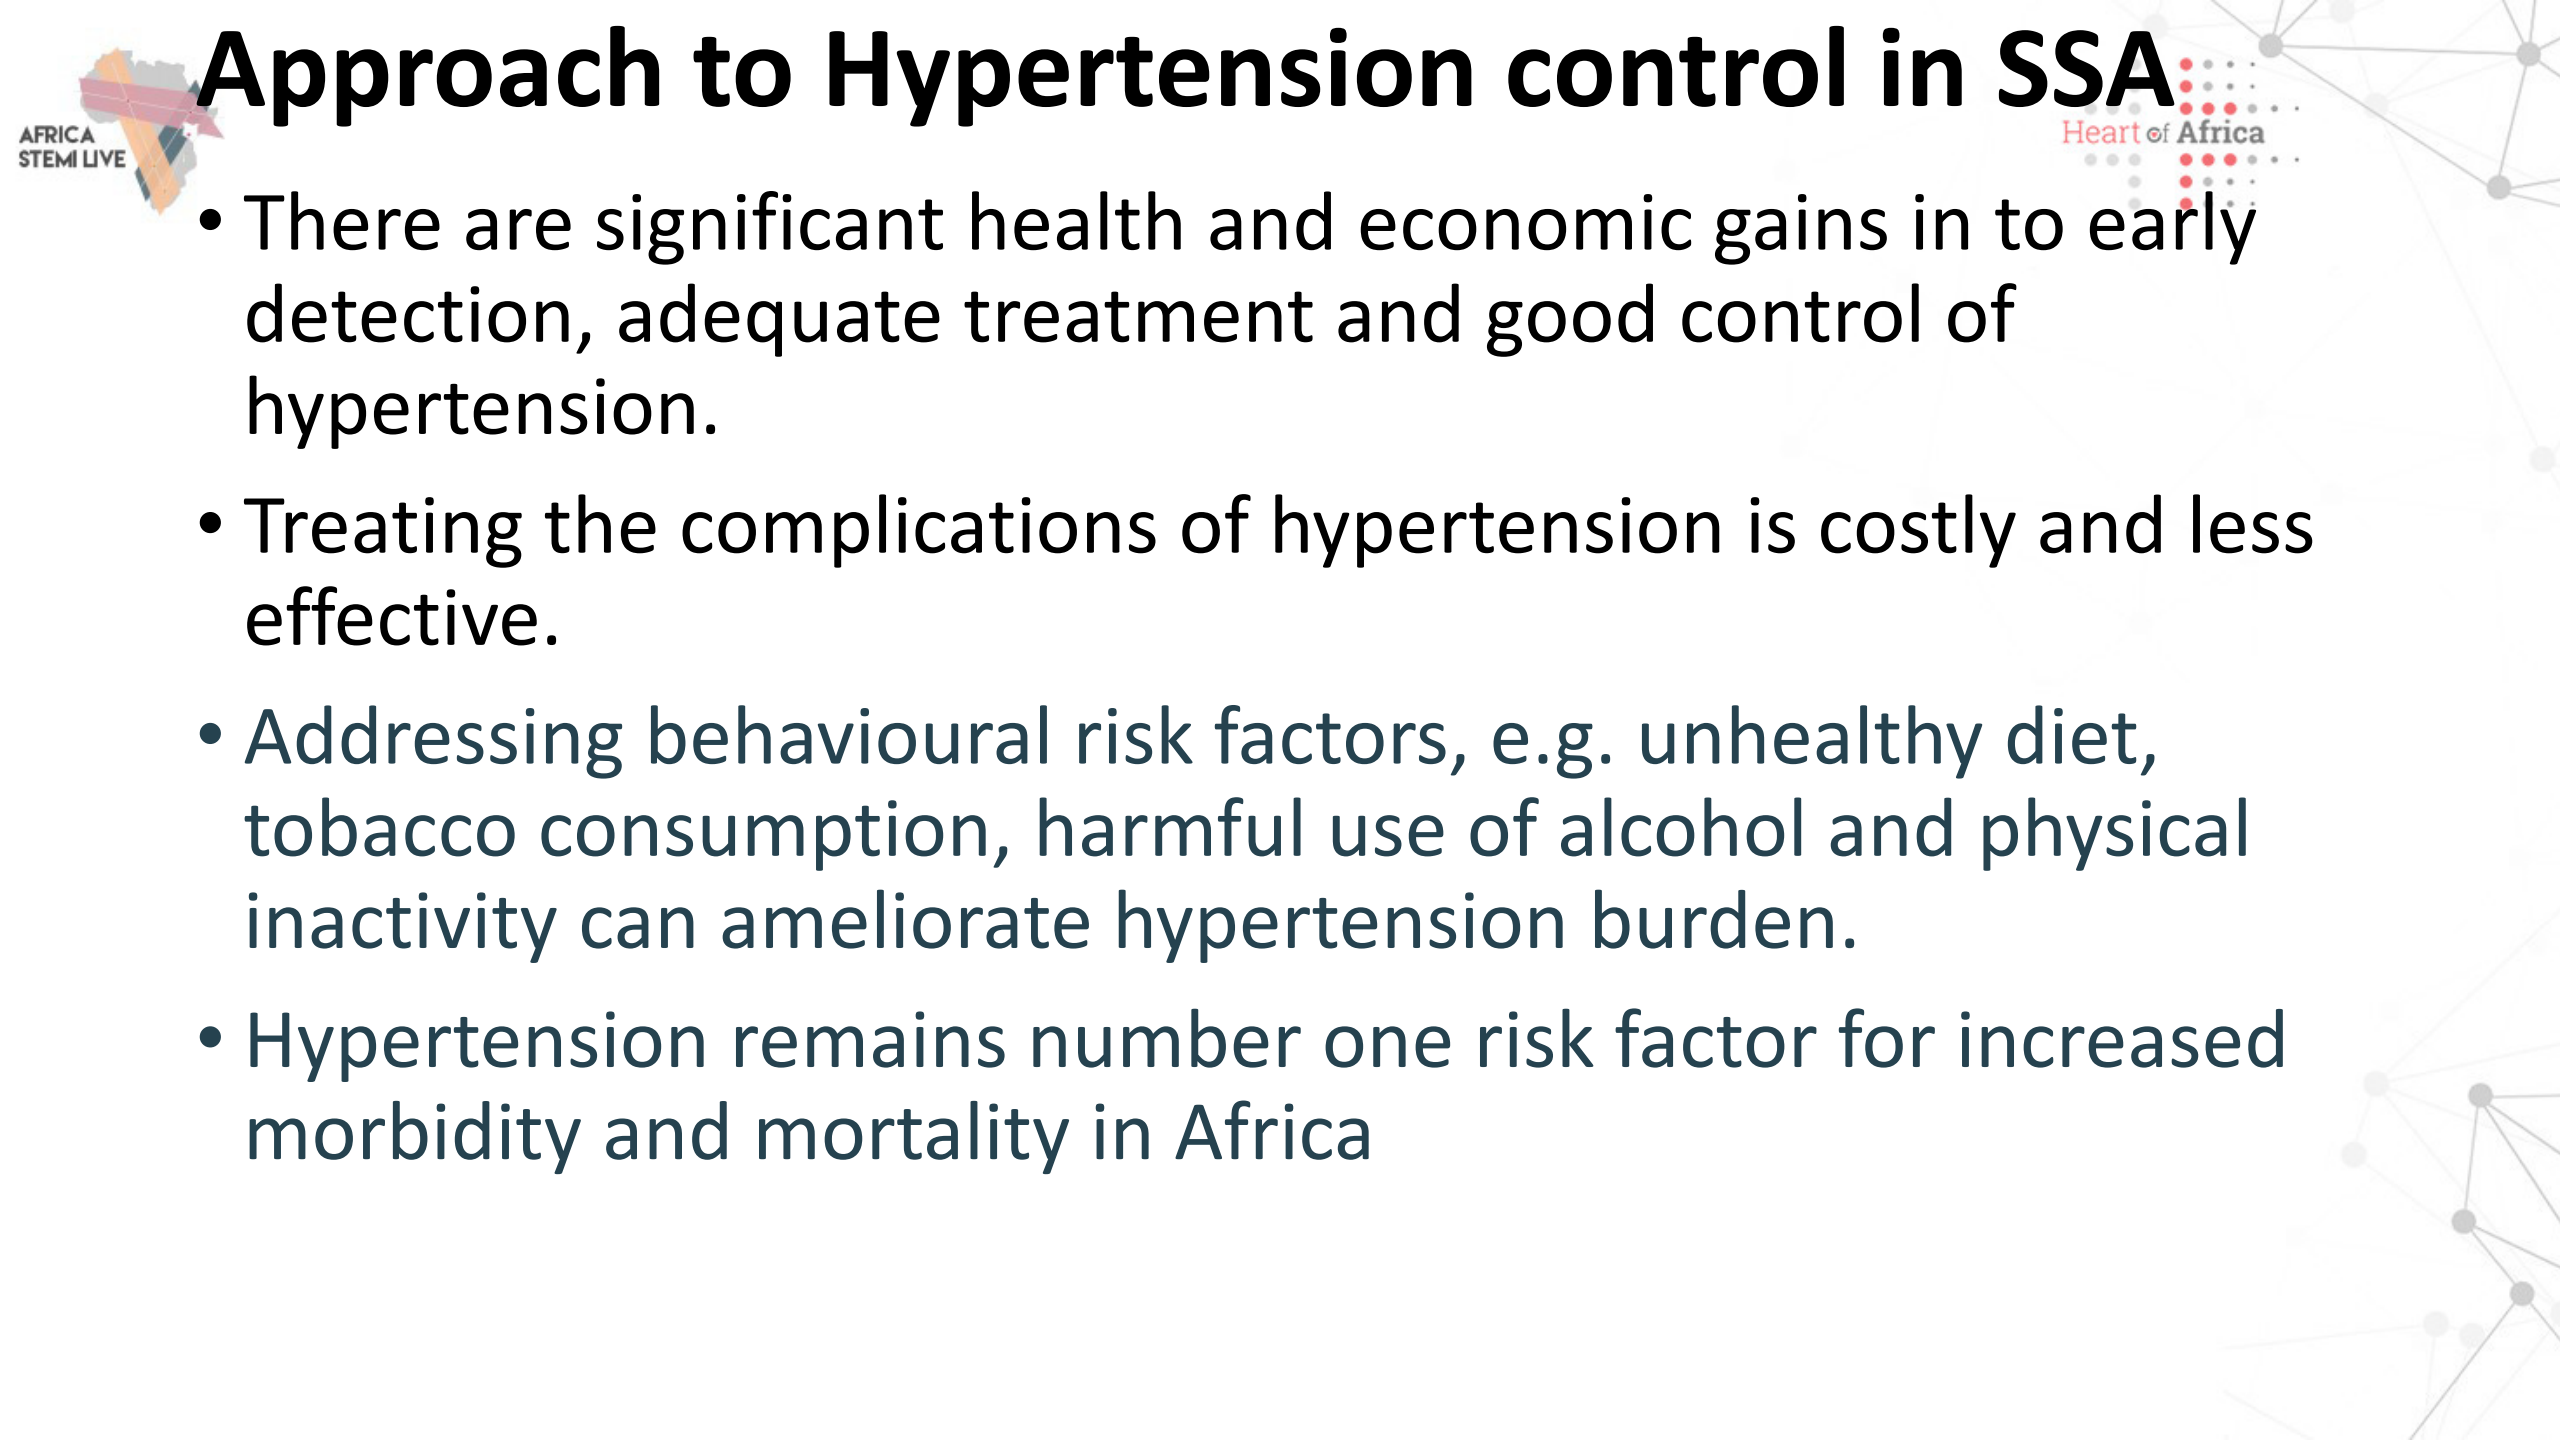 Approach to Hypertension control in SSA
AFRICA
STEMI LIVE
Heart of Africa
• There are significant health and economic gains in to early
detection, adequate treatment and good control of
hypertension.
• Treating the complications of hypertension is costly and less
effective.
• Addressing behavioural risk factors, e.g. unhealthy diet,
tobacco consumption, harmful use of alcohol and physical
inactivity can ameliorate hypertension burden.
• Hypertension remains number one risk factor for increased
morbidity and mortality in Africa